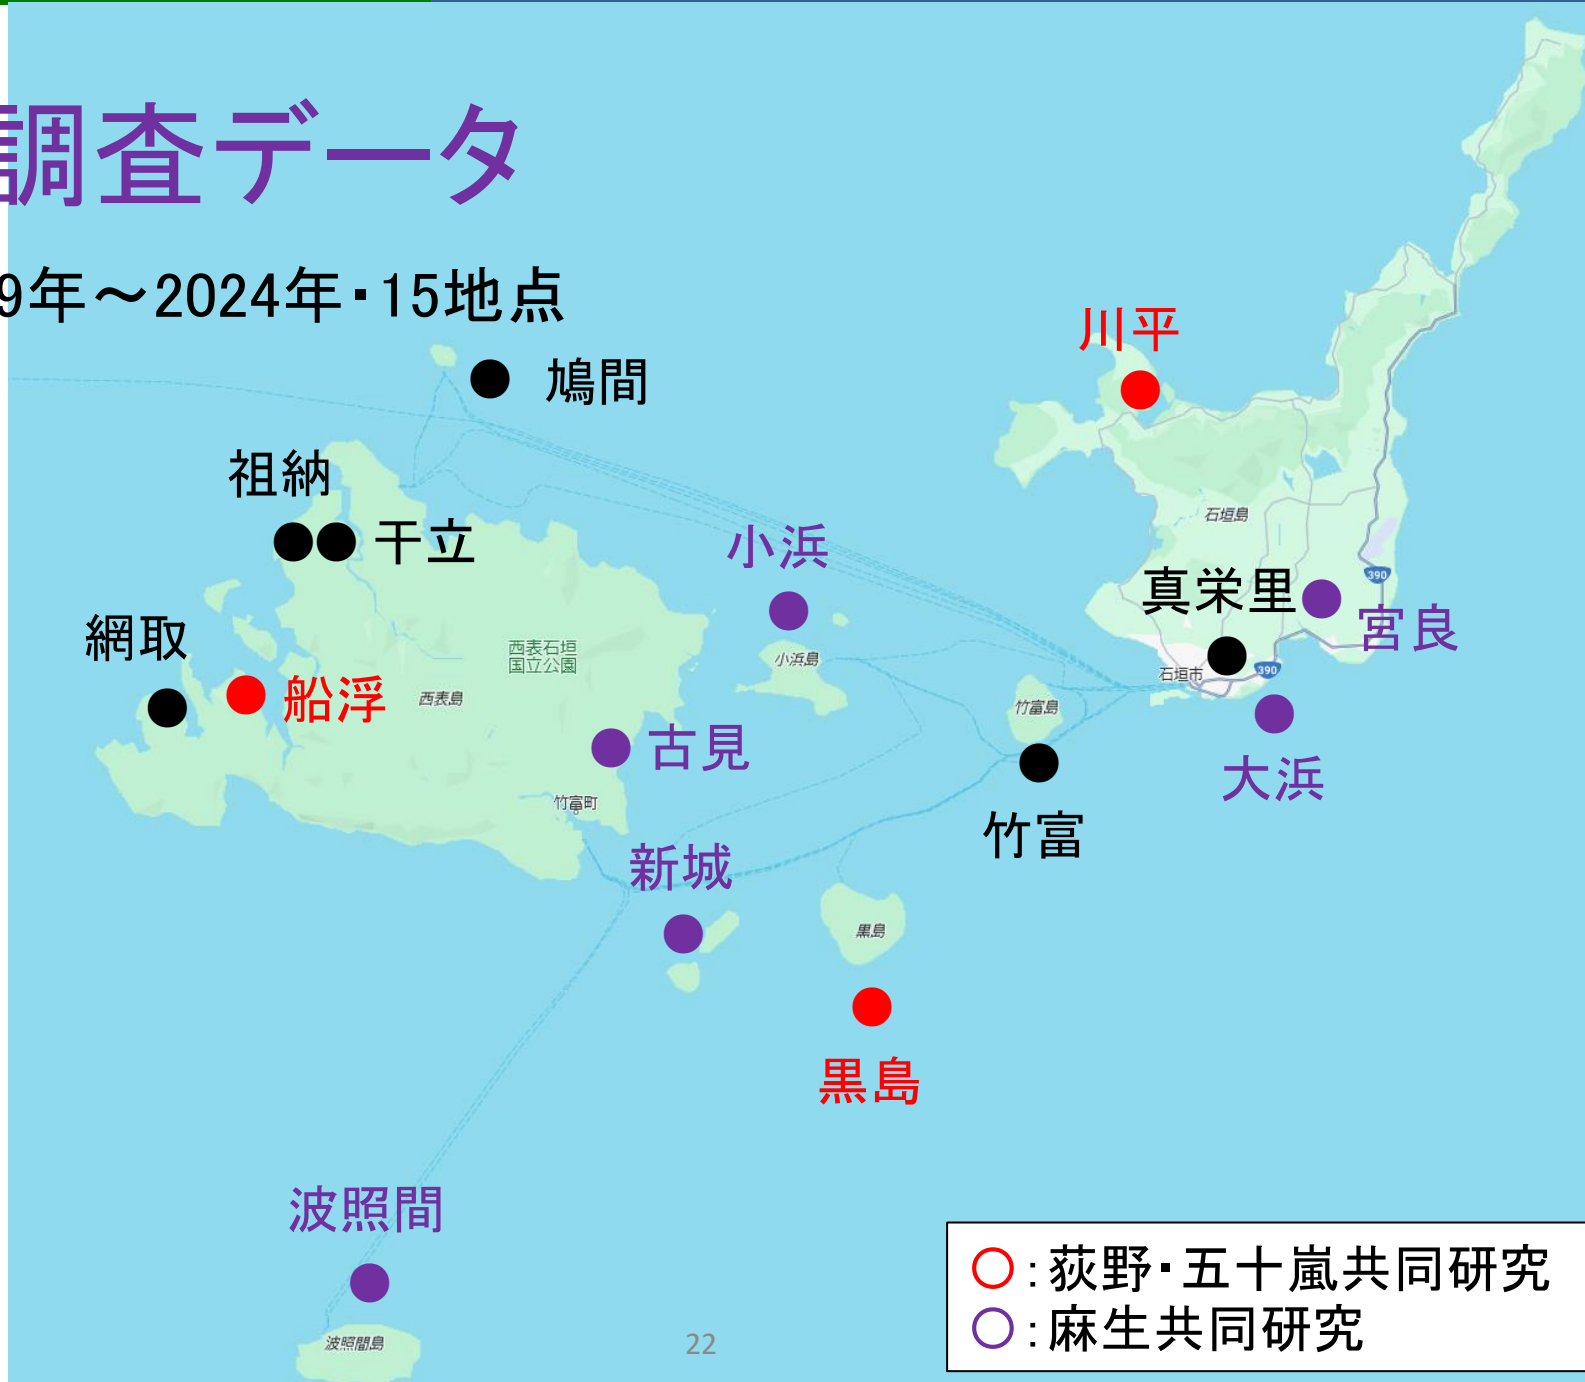 調査データ
9年～2024年・15地点
川平
鳩間
祖納
干立
小浜
石垣島
390
真栄里
宮良
網取
西表石垣
国立公園
小浜島
石垣市
390
船浮
西表島
竹富島
古見
大浜
竹富町
竹富
新城
黒島
黒島
波照間
○:荻野・五十嵐共同研究
○:麻生共同研究
波照間島
22